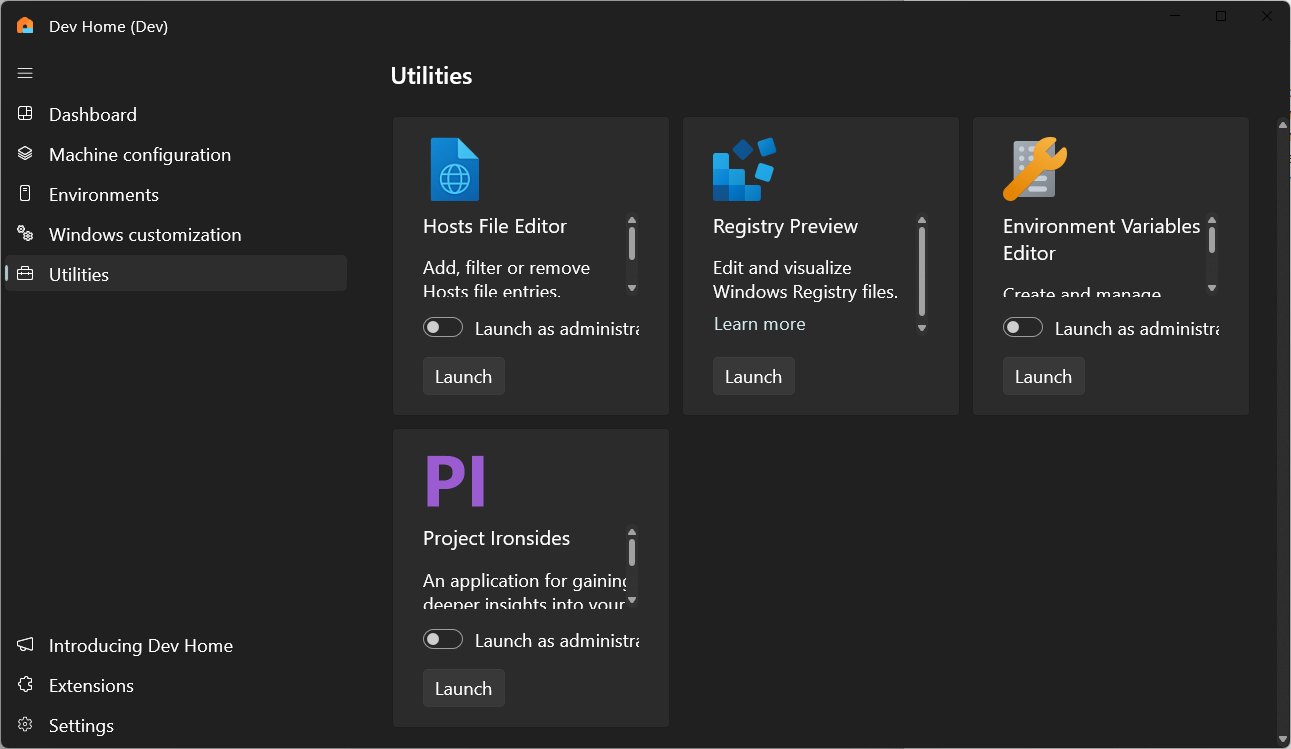 Dev Home (Dev)
Dashboard
Machine configuration
Environments
Windows customization
Utilities
Introducing Dev Home
Extensions
Settings
Utilities
Hosts File Editor
Add, filter or remove
Hosts file entries.
Launch as administra
Launch
Registry Preview
Edit and visualize
Windows Registry files.
Learn more
Launch
Environment Variables
Editor
Create and manage
Launch as administra
Launch
PI
Project Ironsides
An application for gaining
deeper insights into your
Launch as administra
Launch